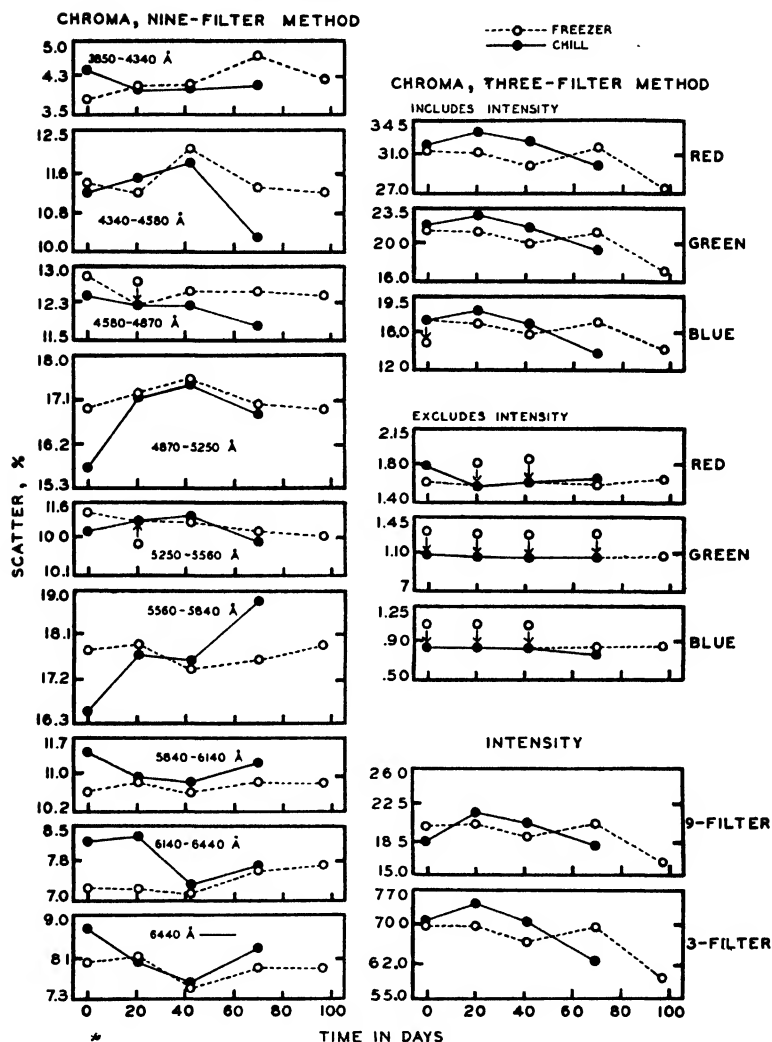 CHROMA, NINE-FILTER METHOD
FREEZER
CHILL
5.0
4.3
3.5
3850-4340 Å
12.5
11.6
10.8
10.0
4340-4580 Å
13.0
12.3
11.5
4580-4870 Å
18.0
17.1
16.2
15.3
4870-5250 Å
11.6
10.0
10.1
5250-5560 Å
19.0
18.1
17.2
16.3
5560-5840 Å
11.7
11.0
10.2
5840-6140 Å
8.5
7.8
7.0
6140-6440 Å
9.0
8.1
7.3
6440 Å
0 20 40 60 80 100
SCATTER, %
CHROMA, THREE-FILTER METHOD
INCLUDES INTENSITY
34.5
31.0
27.0
RED
23.5
20.0
16.0
GREEN
19.5
16.0
12.0
BLUE
EXCLUDES INTENSITY
2.15
1.80
1.40
RED
1.45
1.10
7
GREEN
1.25
.90
.50
BLUE
INTENSITY
26.0
22.5
18.5
15.0
9-FILTER
77.0
70.0
62.0
55.0
3-FILTER
0 20 40 60 80 100
TIME IN DAYS